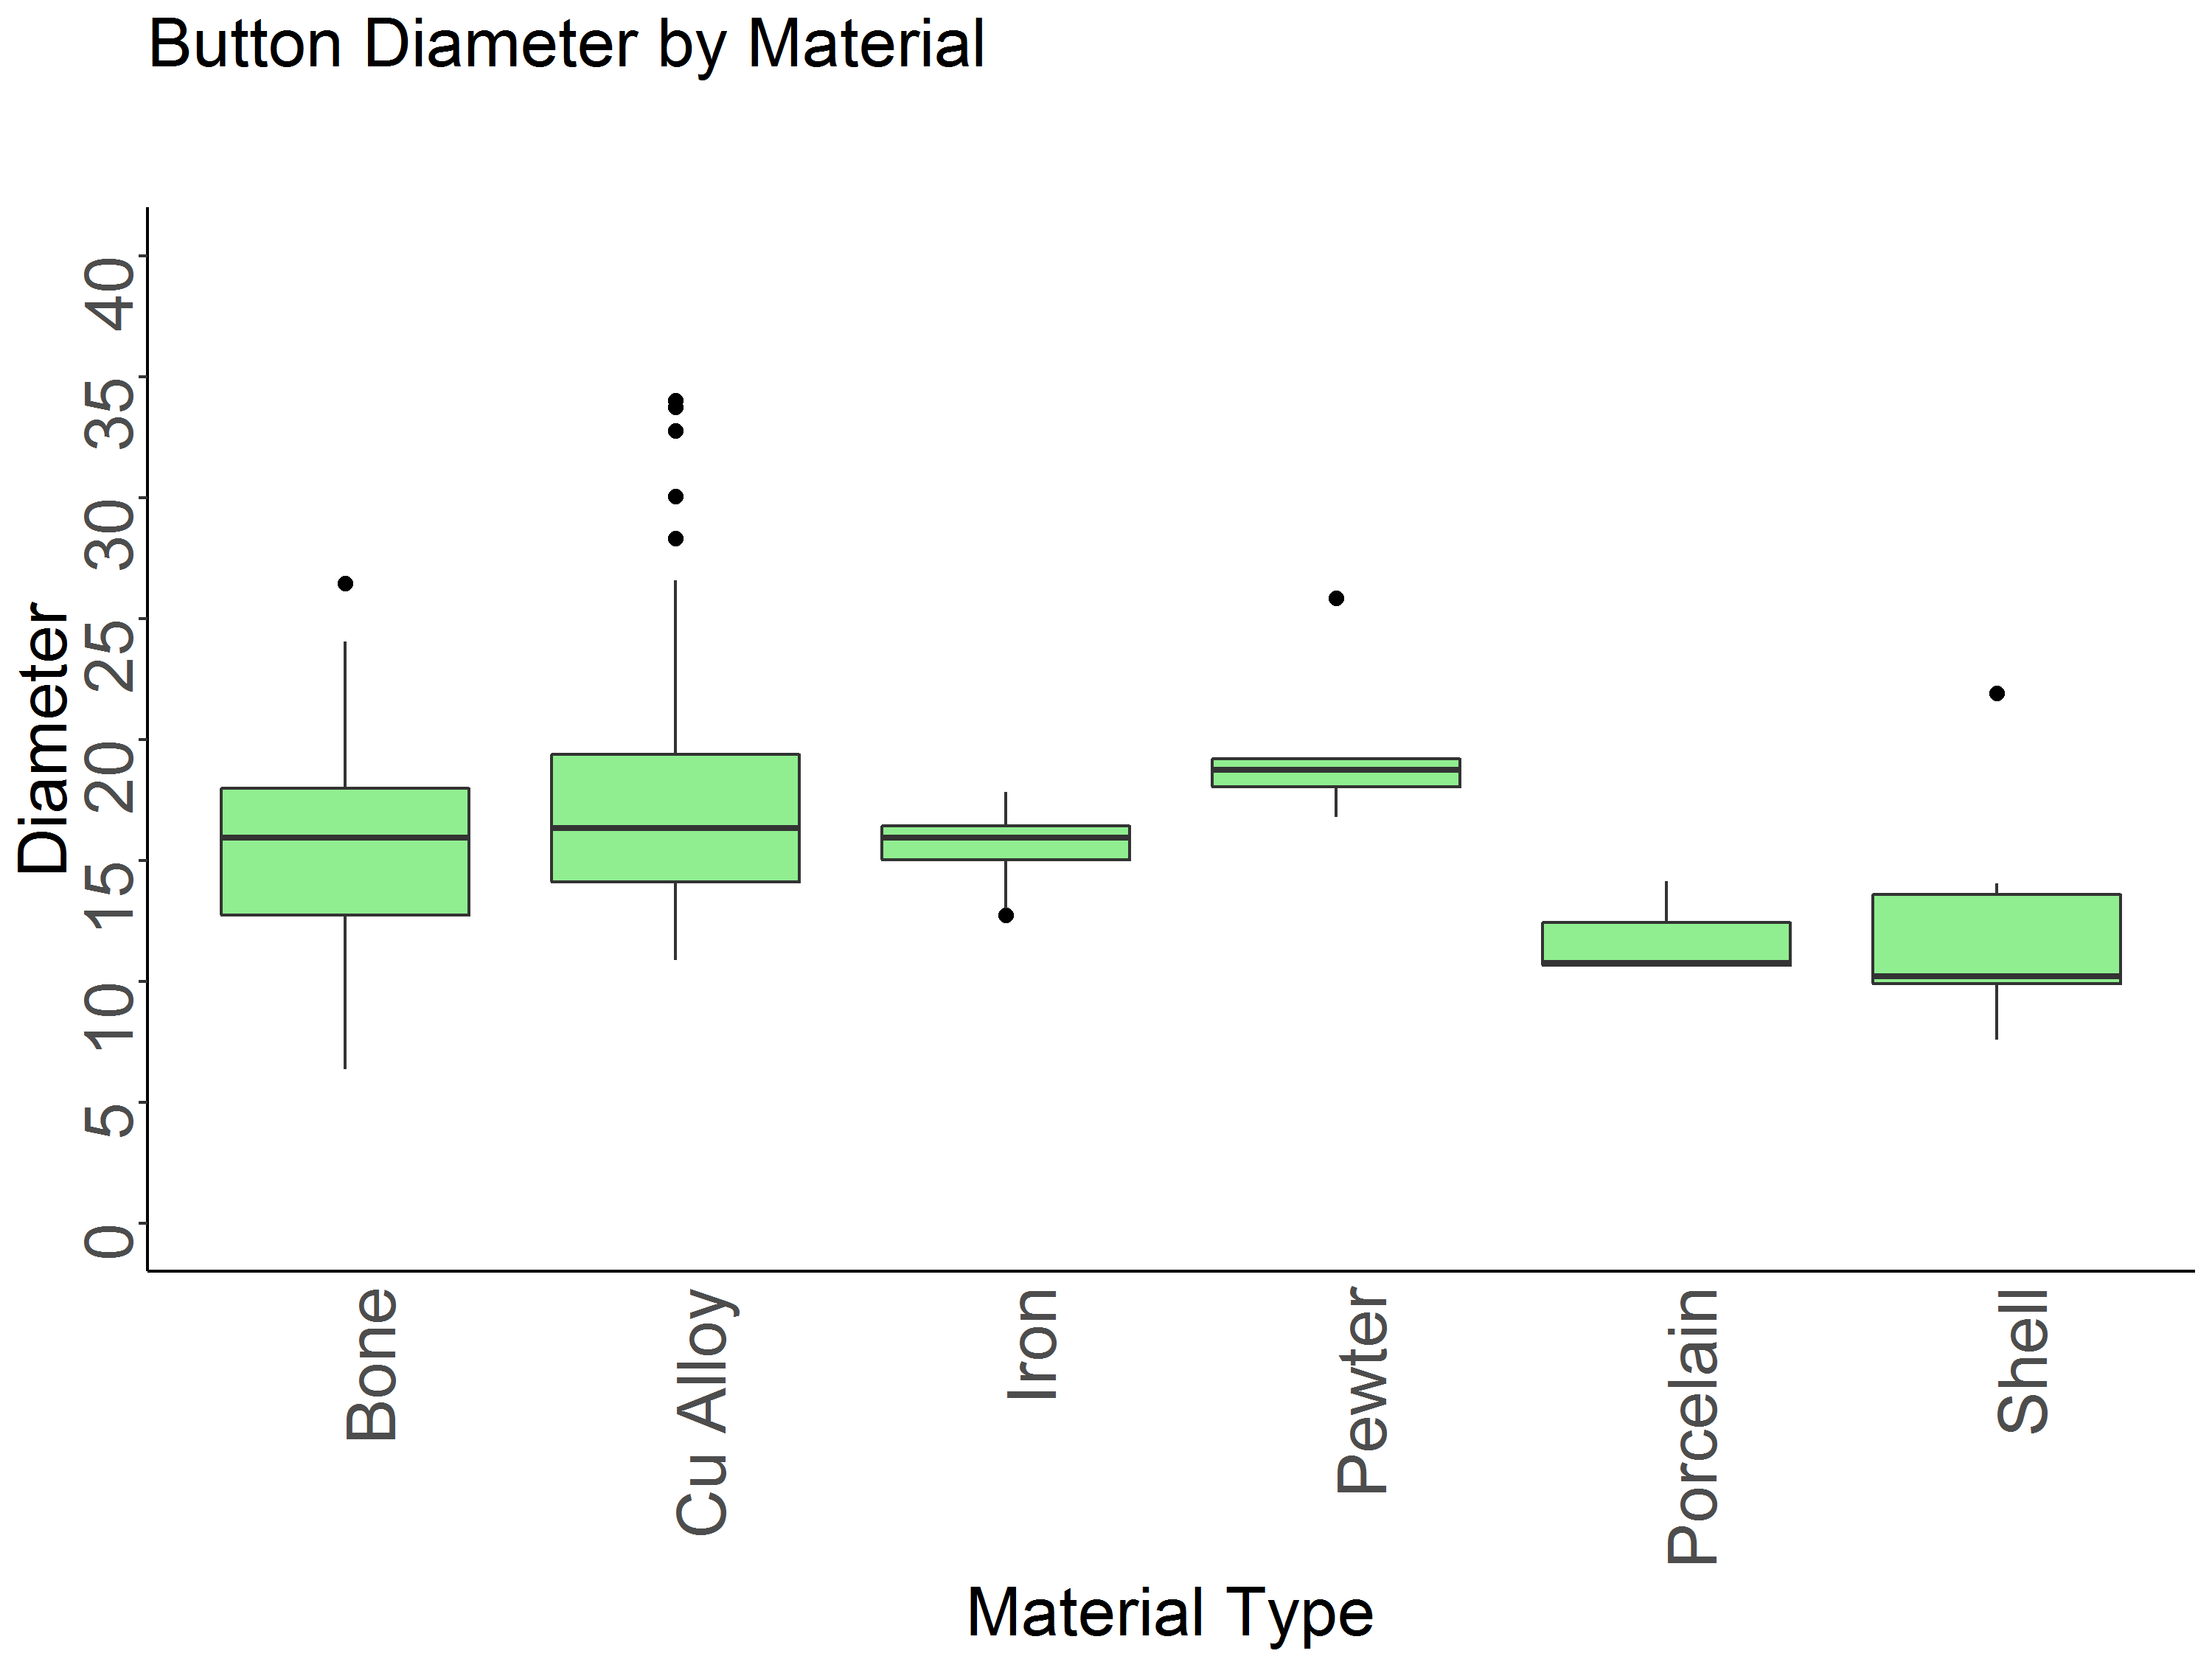 Button Diameter by Material
Diameter
40
35
30
25
20
15
10
5
0
Bone
Cu Alloy
Iron
Pewter
Porcelain
Shell
Material Type